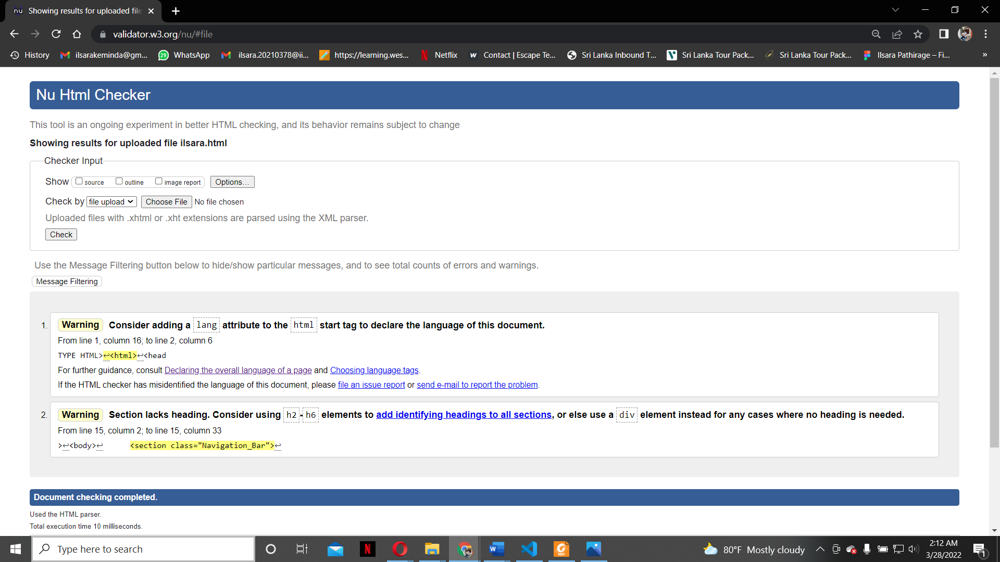 nu Showing results for uploaded file
validator.w3.org/nu/#file
History
ilsarakeminda@gm...
29
WhatsApp
ilsara.20210378@ii...
https://learning.wes...
N Netflix
w Contact | Escape Te...
Sri Lanka Inbound T...
Sri Lanka Tour Pack...
Sri Lanka Tour Pack...
Ilsara Pathirage – Fi...
»
Nu Html Checker
This tool is an ongoing experiment in better HTML checking, and its behavior remains subject to change
Showing results for uploaded file ilsara.html
Checker Input
Show source outline image report Options...
Check by file upload Choose File No file chosen
Uploaded files with .xhtml or .xht extensions are parsed using the XML parser.
Check
Use the Message Filtering button below to hide/show particular messages, and to see total counts of errors and warnings.
Message Filtering
1. Warning Consider adding a lang attribute to the html start tag to declare the language of this document.
From line 1, column 16; to line 2, column 6
TYPE HTML>↩<html>↩<head
For further guidance, consult Declaring the overall language of a page and Choosing language tags.
If the HTML checker has misidentified the language of this document, please file an issue report or send e-mail to report the problem.
2. Warning Section lacks heading. Consider using h2-h6 elements to add identifying headings to all sections, or else use a div element instead for any cases where no heading is needed.
From line 15, column 2; to line 15, column 33
>↩<body>↩ <section class="Navigation_Bar">↩
Document checking completed.
Used the HTML parser.
Total execution time 10 milliseconds.
Type here to search
N
W
PDF
80°F Mostly cloudy
2:12 AM
3/28/2022
1